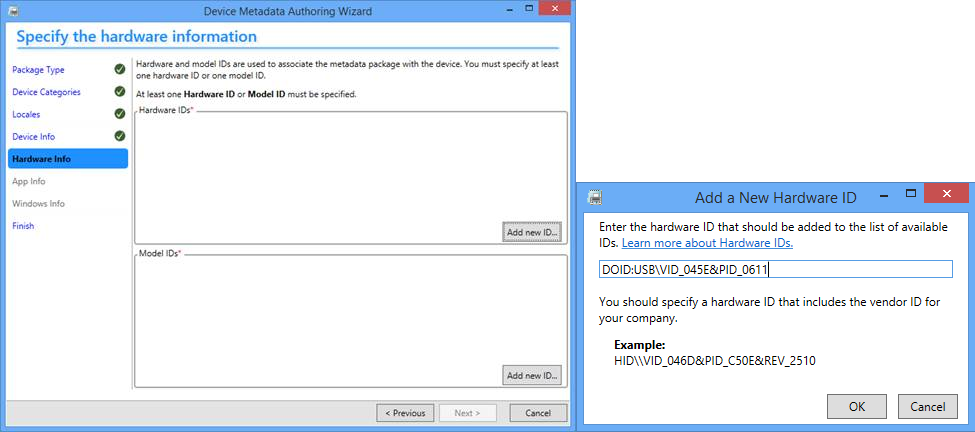 Device Metadata Authoring Wizard
Specify the hardware information
Package Type
Device Categories
Locales
Device Info
Hardware Info
App Info
Windows Info
Finish
Hardware and model IDs are used to associate the metadata package with the device. You must specify at least
one hardware ID or one model ID.
At least one Hardware ID or Model ID must be specified.
Hardware IDs*
Add new ID...
Model IDs*
Add new ID...
< Previous
Next >
Cancel
Add a New Hardware ID
Enter the hardware ID that should be added to the list of available
IDs. Learn more about Hardware IDs.
DOID:USB\VID_045E&PID_0611
You should specify a hardware ID that includes the vendor ID for
your company.
Example:
HID\\VID_046D&PID_C50E&REV_2510
OK
Cancel